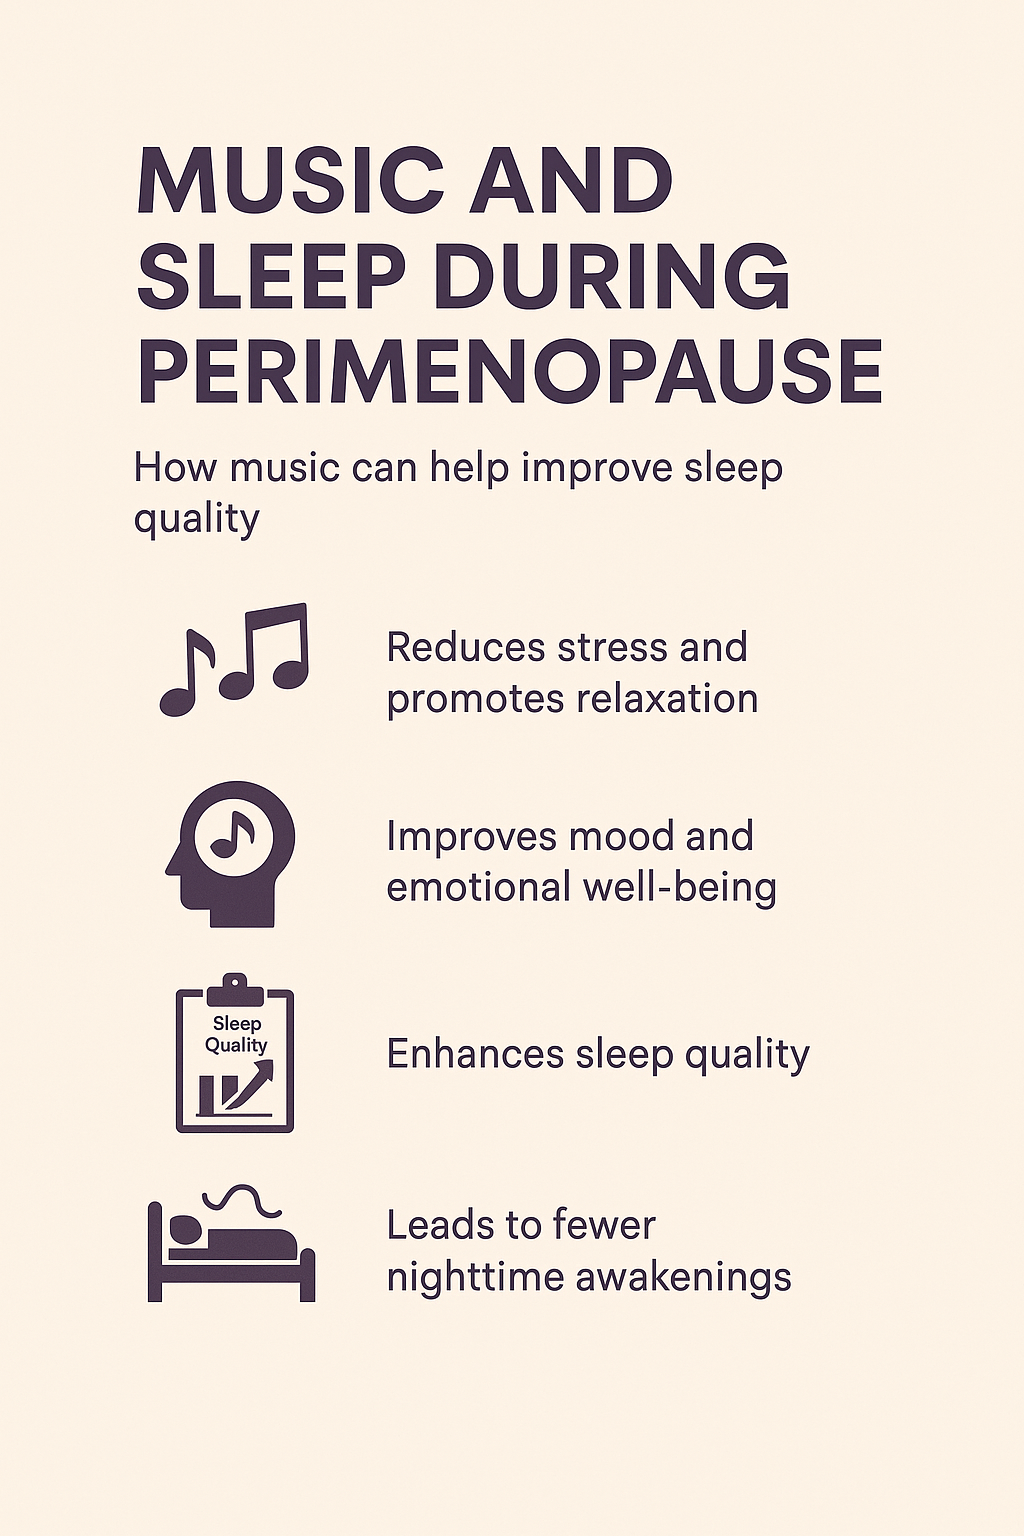 MUSIC AND
SLEEP DURING
PERIMENOPAUSE
How music can help improve sleep
quality
Reduces stress and
promotes relaxation
Improves mood and
emotional well-being
Sleep
Quality
Enhances sleep quality
Leads to fewer
nighttime awakenings